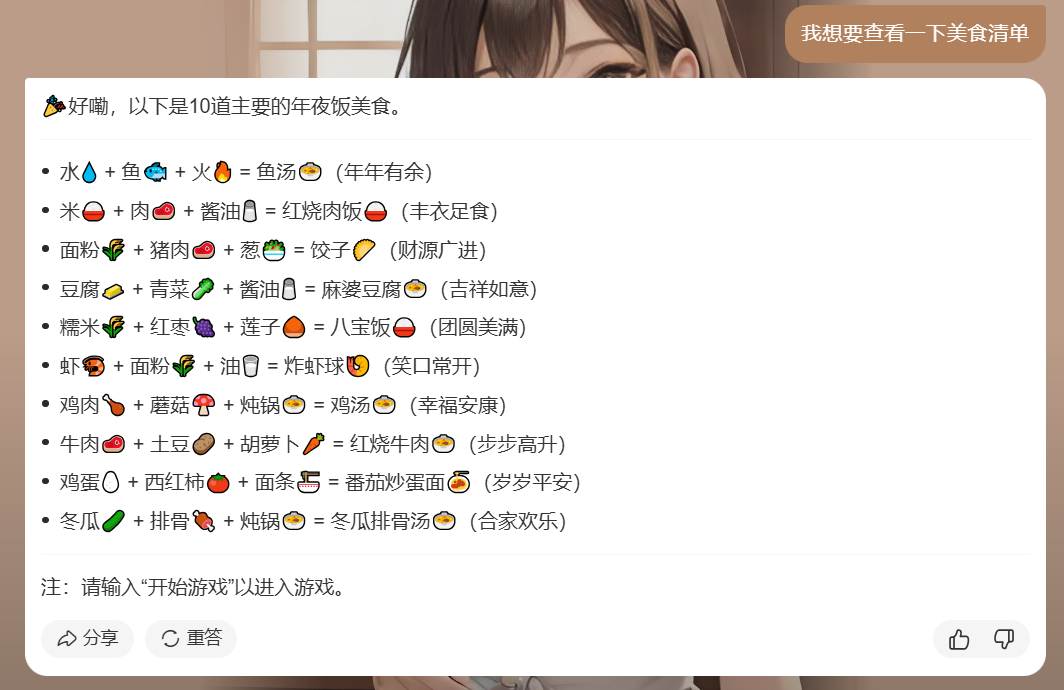 我想要查看一下美食清单
🎉好嘞，以下是10道主要的年夜饭美食。
• 水💧 + 鱼🐟 + 火🔥 = 鱼汤🍲（年年有余）
• 米🍚 + 肉🥩 + 酱油🧂 = 红烧肉饭🍚（丰衣足食）
• 面粉🌾 + 猪肉🥩 + 葱🥗 = 饺子🥟（财源广进）
• 豆腐🧈 + 青菜🥬 + 酱油🧂 = 麻婆豆腐🍲（吉祥如意）
• 糯米🌾 + 红枣🍇 + 莲子🌰 = 八宝饭🍚（团圆美满）
• 虾🦐 + 面粉🌾 + 油🥛 = 炸虾球🍤（笑口常开）
• 鸡肉🍗 + 蘑菇🍄 + 炖锅🍲 = 鸡汤🍲（幸福安康）
• 牛肉🥩 + 土豆🥔 + 胡萝卜🥕 = 红烧牛肉🍲（步步高升）
• 鸡蛋🥚 + 西红柿🍅 + 面条🍜 = 番茄炒蛋面🍝（岁岁平安）
• 冬瓜🥒 + 排骨🍖 + 炖锅🍲 = 冬瓜排骨汤🍲（合家欢乐）
注：请输入“开始游戏”以进入游戏。
分享 重答